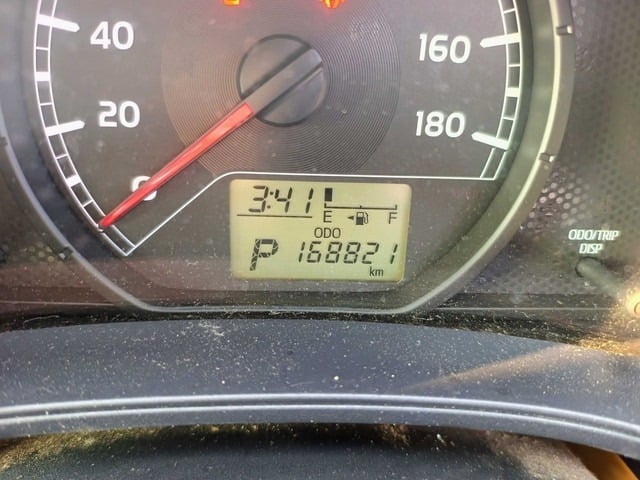 40
160
20
180
0
3:41
E F
ODO
P 168821
km
ODO/TRIP
DISP